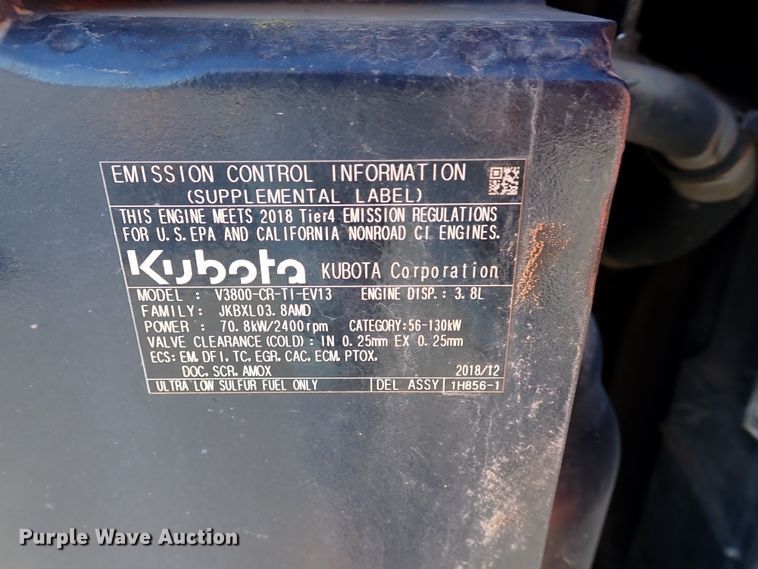 EMISSION CONTROL INFORMATION
(SUPPLEMENTAL LABEL)
THIS ENGINE MEETS 2018 Tier4 EMISSION REGULATIONS
FOR U.S. EPA AND CALIFORNIA NONROAD CI ENGINES.
Kubota KUBOTA Corporation
MODEL : V3800-CR-TI-EV13 ENGINE DISP.: 3.8L
FAMILY: JKBXL03.8AMD
POWER : 70.8kW/2400rpm CATEGORY:56-130kW
VALVE CLEARANCE(COLD): IN 0.25mm EX 0.25mm
ECS: EM, DFI, TC, EGR, CAC, ECM, PTOX,
DOC, SCR, AMOX 2018/12
ULTRA LOW SULFUR FUEL ONLY DEL ASSY 1H856-1
Purple Wave Auction